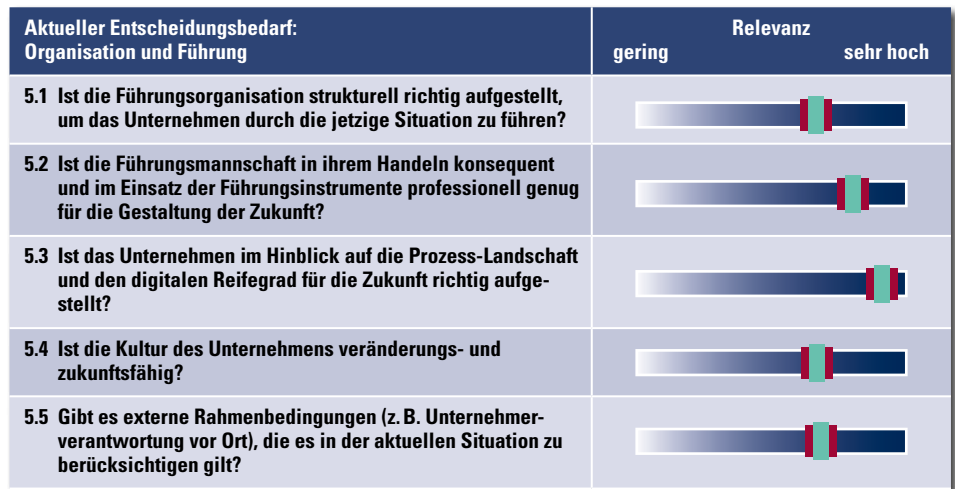 Aktueller Entscheidungsbedarf:
Organisation und Führung
Relevanz
gering sehr hoch
5.1 Ist die Führungsorganisation strukturell richtig aufgestellt,
um das Unternehmen durch die jetzige Situation zu führen?
5.2 Ist die Führungsmannschaft in ihrem Handeln konsequent
und im Einsatz der Führungsinstrumente professionell genug
für die Gestaltung der Zukunft?
5.3 Ist das Unternehmen im Hinblick auf die Prozess-Landschaft
und den digitalen Reifegrad für die Zukunft richtig aufge-
stellt?
5.4 Ist die Kultur des Unternehmens veränderungs- und
zukunftsfähig?
5.5 Gibt es externe Rahmenbedingungen (z. B. Unternehmer-
verantwortung vor Ort), die es in der aktuellen Situation zu
berücksichtigen gilt?